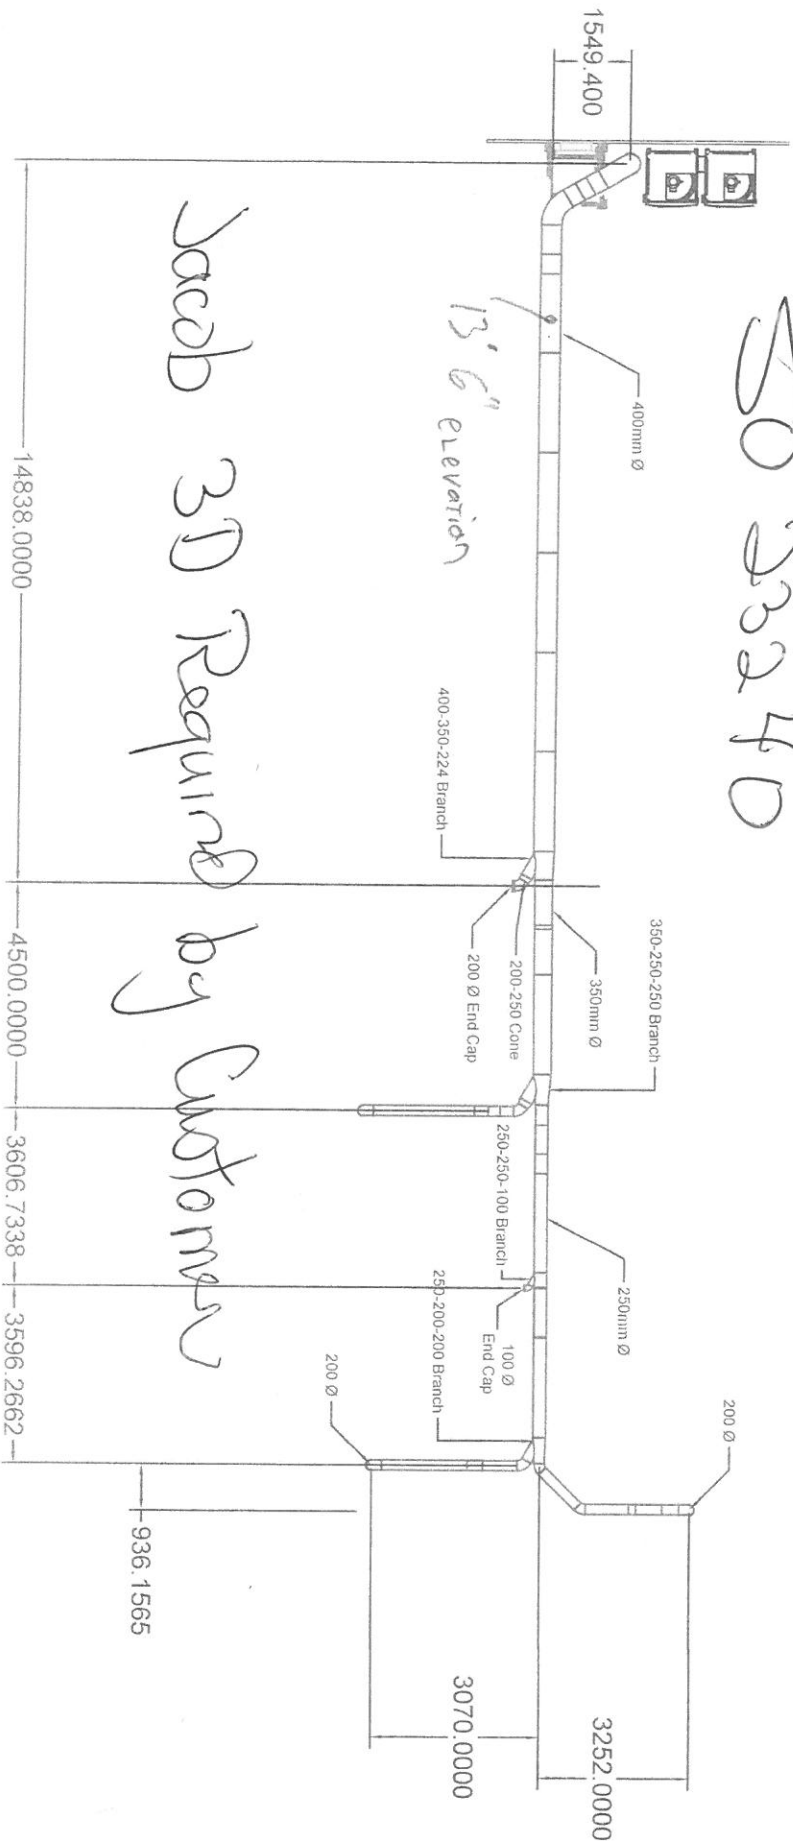 1549.400
400mm Ø
13' 6" elevation
400-350-224 Branch
200-250 Cone
200 Ø End Cap
350mm Ø
350-250-250 Branch
250-250-100 Branch
100 Ø
End Cap
250mm Ø
250-200-200 Branch
200 Ø
200 Ø
3252.0000
3070.0000
936.1565
14838.0000
4500.0000
3606.7338
3596.2662
Jacob 3D Required by Customer